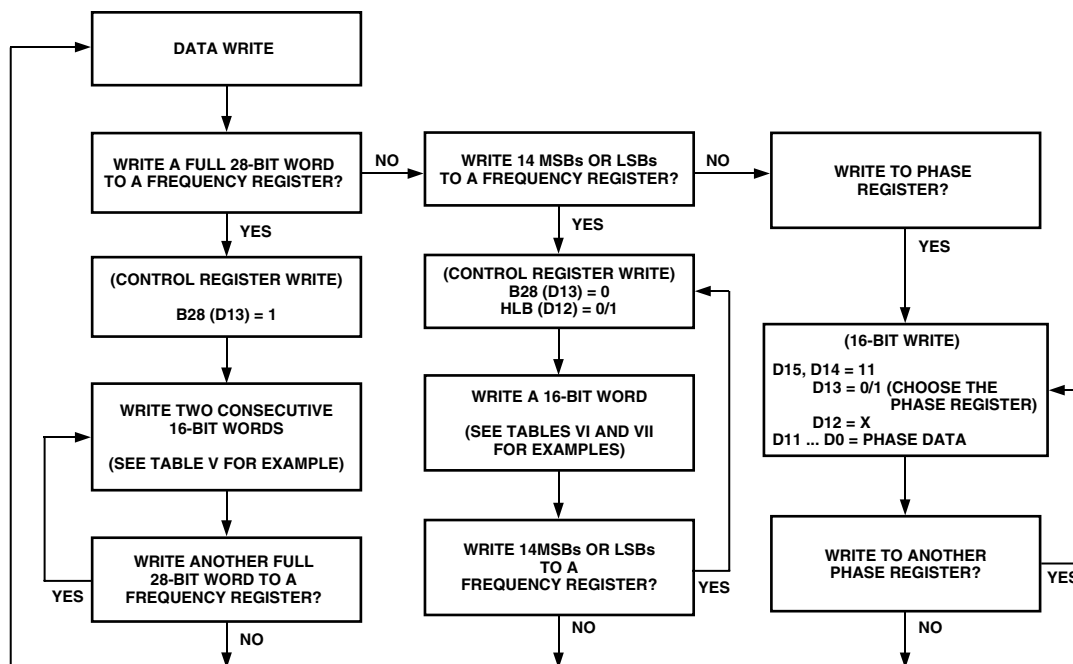 DATA WRITE
WRITE A FULL 28-BIT WORD
TO A FREQUENCY REGISTER?
NO
WRITE 14 MSBs OR LSBs
TO A FREQUENCY REGISTER?
NO
WRITE TO PHASE
REGISTER?
YES
YES
YES
(CONTROL REGISTER WRITE)
B28 (D13) = 1
(CONTROL REGISTER WRITE)
B28 (D13) = 0
HLB (D12) = 0/1
(16-BIT WRITE)
D15, D14 = 11
D13 = 0/1 (CHOOSE THE
PHASE REGISTER)
D12 = X
D11 ... D0 = PHASE DATA
WRITE TWO CONSECUTIVE
16-BIT WORDS
(SEE TABLE V FOR EXAMPLE)
WRITE A 16-BIT WORD
(SEE TABLES VI AND VII
FOR EXAMPLES)
WRITE ANOTHER FULL
28-BIT WORD TO A
FREQUENCY REGISTER?
YES
WRITE 14MSBs OR LSBs
TO A
FREQUENCY REGISTER?
YES
WRITE TO ANOTHER
PHASE REGISTER?
YES
NO
NO
NO